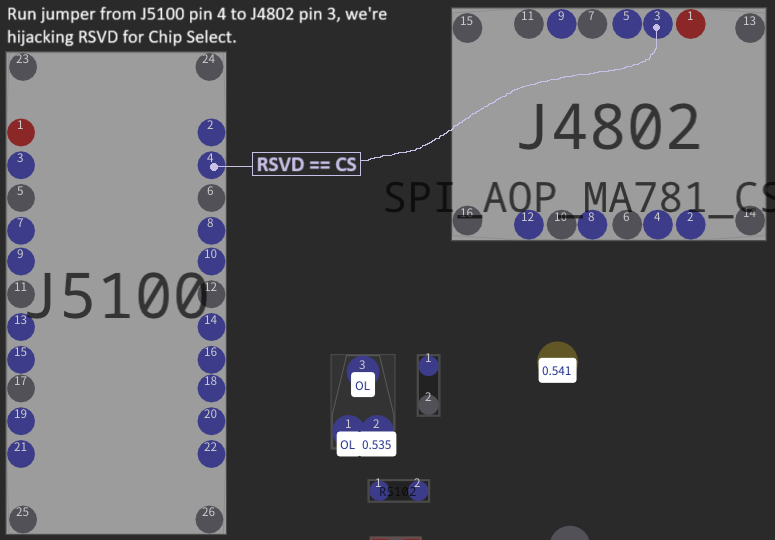 Run jumper from J5100 pin 4 to J4802 pin 3, we're
hijacking RSVD for Chip Select.
15 11 9 7 5 3 1 13
J4802
SPI_AOP_MA781_CS
16 12 10 8 6 4 2 14
RSVD == CS
23 24
1 2
3 4
5 6
7 8
9 10
11 12
J5100
13 14
15 16
17 18
19 20
21 22
25 26
3
OL
1 2
OL 0.535
1
2
0.541
1 R5102 2